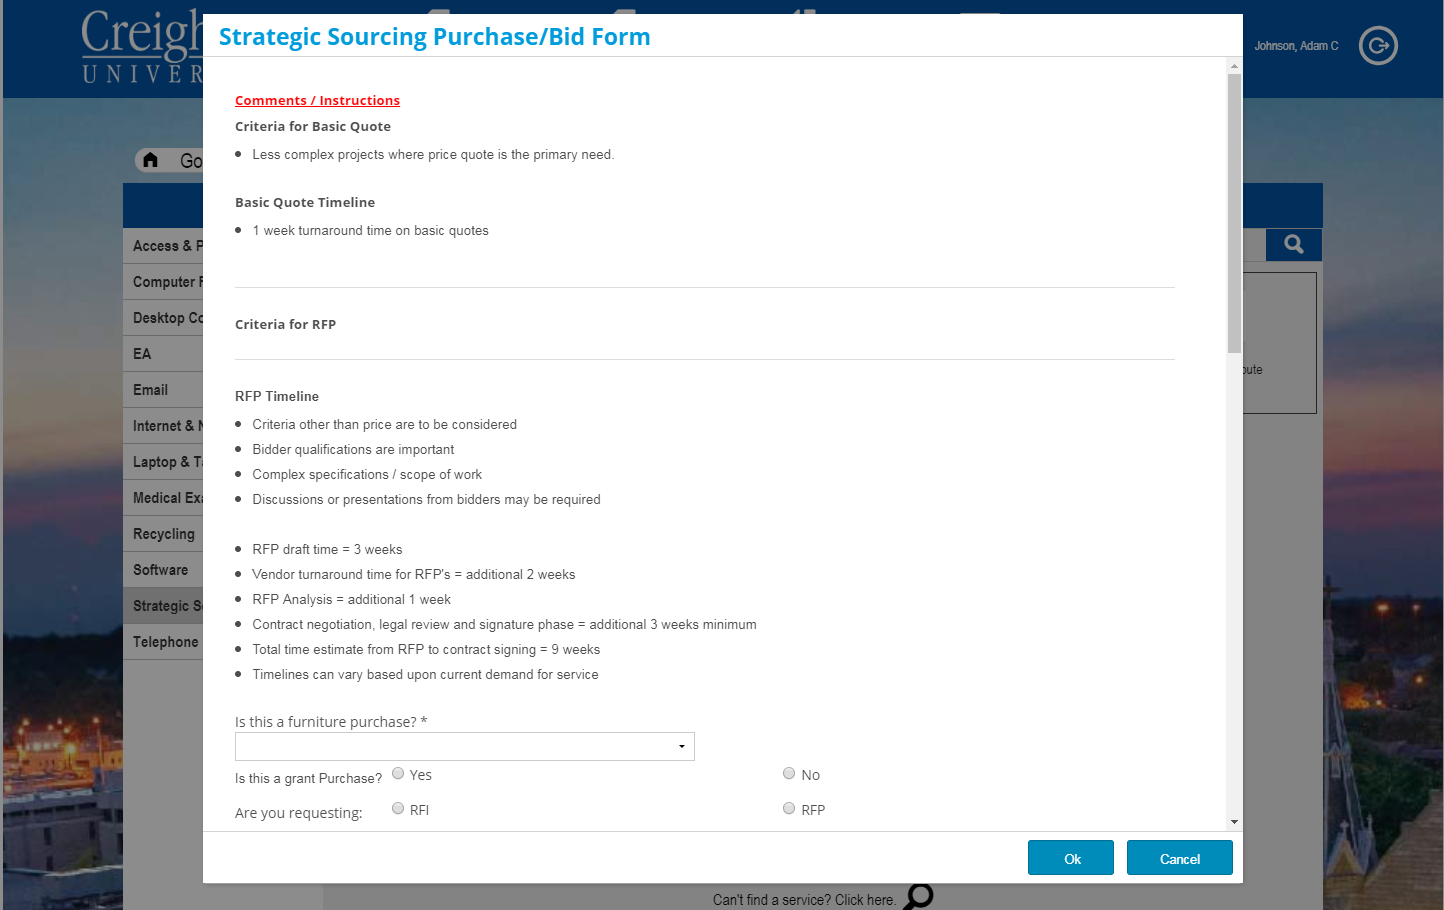 Creigh
UNIVER
Johnson, Adam C
Strategic Sourcing Purchase/Bid Form
Go
Access & P
Computer
Desktop Co
EA
Email
Internet &
Laptop & T
Medical Exa
Recycling
Software
Strategic S
Telephone
Comments / Instructions
Criteria for Basic Quote
Less complex projects where price quote is the primary need.
Basic Quote Timeline
1 week turnaround time on basic quotes
Criteria for RFP
RFP Timeline
Criteria other than price are to be considered
Bidder qualifications are important
Complex specifications / scope of work
Discussions or presentations from bidders may be required
RFP draft time = 3 weeks
Vendor turnaround time for RFP's = additional 2 weeks
RFP Analysis = additional 1 week
Contract negotiation, legal review and signature phase = additional 3 weeks minimum
Total time estimate from RFP to contract signing = 9 weeks
Timelines can vary based upon current demand for service
Is this a furniture purchase? *
Is this a grant Purchase? Yes No
Are you requesting: RFI RFP
Ok Cancel
Can't find a service? Click here.